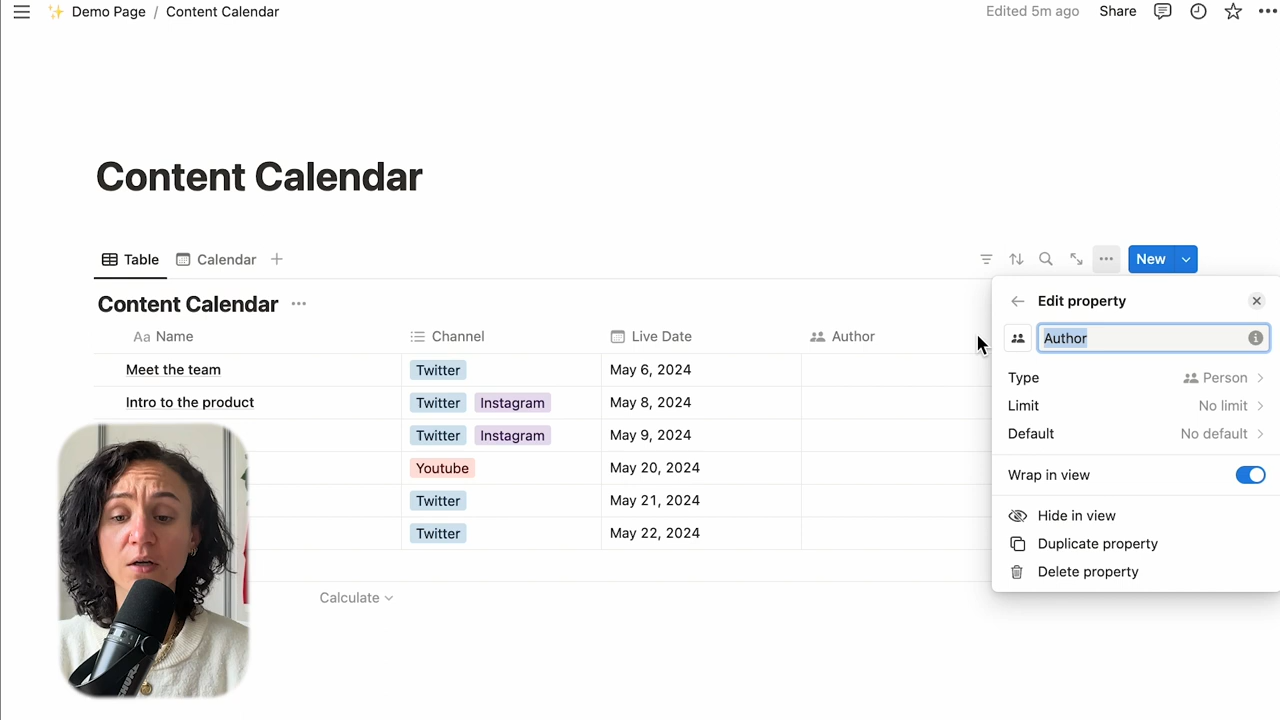 Demo Page / Content Calendar
Edited 5m ago Share
Content Calendar
Table Calendar +
New
Content Calendar
Aa Name Channel Live Date Author
Meet the team Twitter May 6, 2024
Intro to the product Twitter Instagram May 8, 2024
Twitter Instagram May 9, 2024
Youtube May 20, 2024
Twitter May 21, 2024
Twitter May 22, 2024
Calculate
Edit property
Author
Type Person
Limit No limit
Default No default
Wrap in view
Hide in view
Duplicate property
Delete property